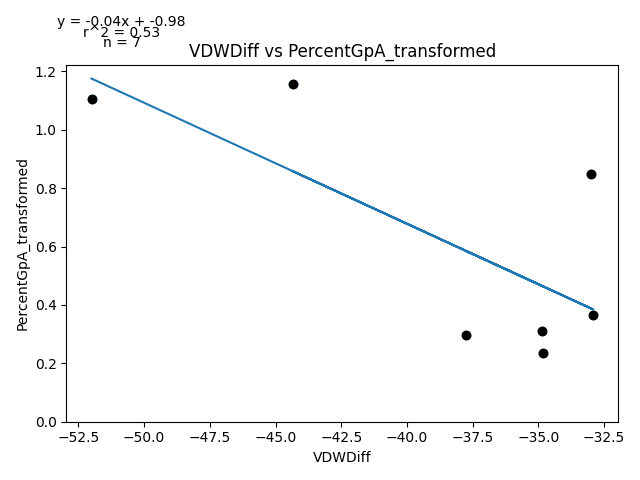 y = -0.04x + -0.98
r^2 = 0.53
n = 7
VDWDiff vs PercentGpA_transformed
1.2
1.0
0.8
0.6
0.4
0.2
0.0
PercentGpA_transformed
−52.5 −50.0 −47.5 −45.0 −42.5 −40.0 −37.5 −35.0 −32.5
VDWDiff